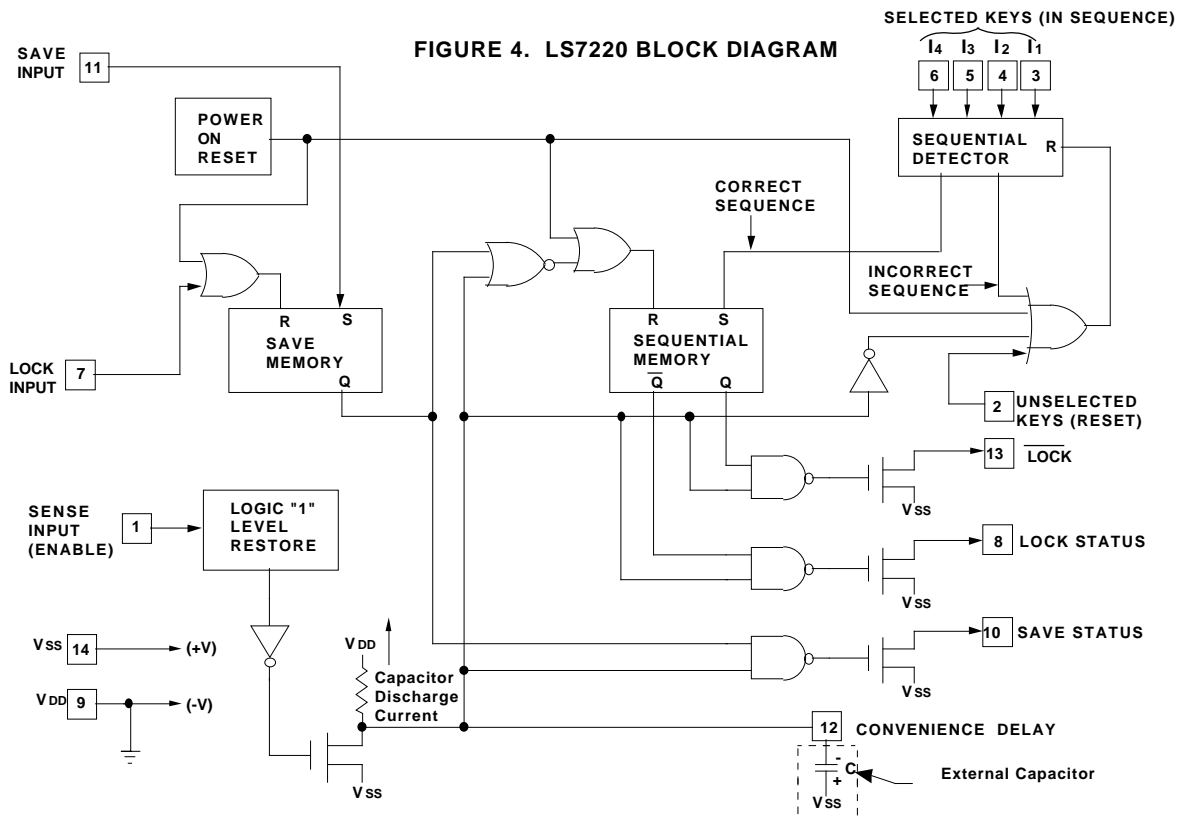 SELECTED KEYS (IN SEQUENCE)
FIGURE 4. LS7220 BLOCK DIAGRAM
I4 I3 I2 I1
6 5 4 3
SAVE
INPUT
11
POWER
ON
RESET
SEQUENTIAL
DETECTOR
R
CORRECT
SEQUENCE
INCORRECT
SEQUENCE
R S
SAVE
MEMORY
Q
R S
SEQUENTIAL
MEMORY
Q Q
LOCK
INPUT
7
2
UNSELECTED
KEYS (RESET)
13
LOCK
VSS
SENSE
INPUT
(ENABLE)
1
LOGIC "1"
LEVEL
RESTORE
8
LOCK STATUS
VSS
10
SAVE STATUS
VSS
VSS 14 (+V)
VDD 9 (-V)
VDD
Capacitor
Discharge
Current
VSS
12
CONVENIENCE DELAY
-
C
+
VSS
External Capacitor